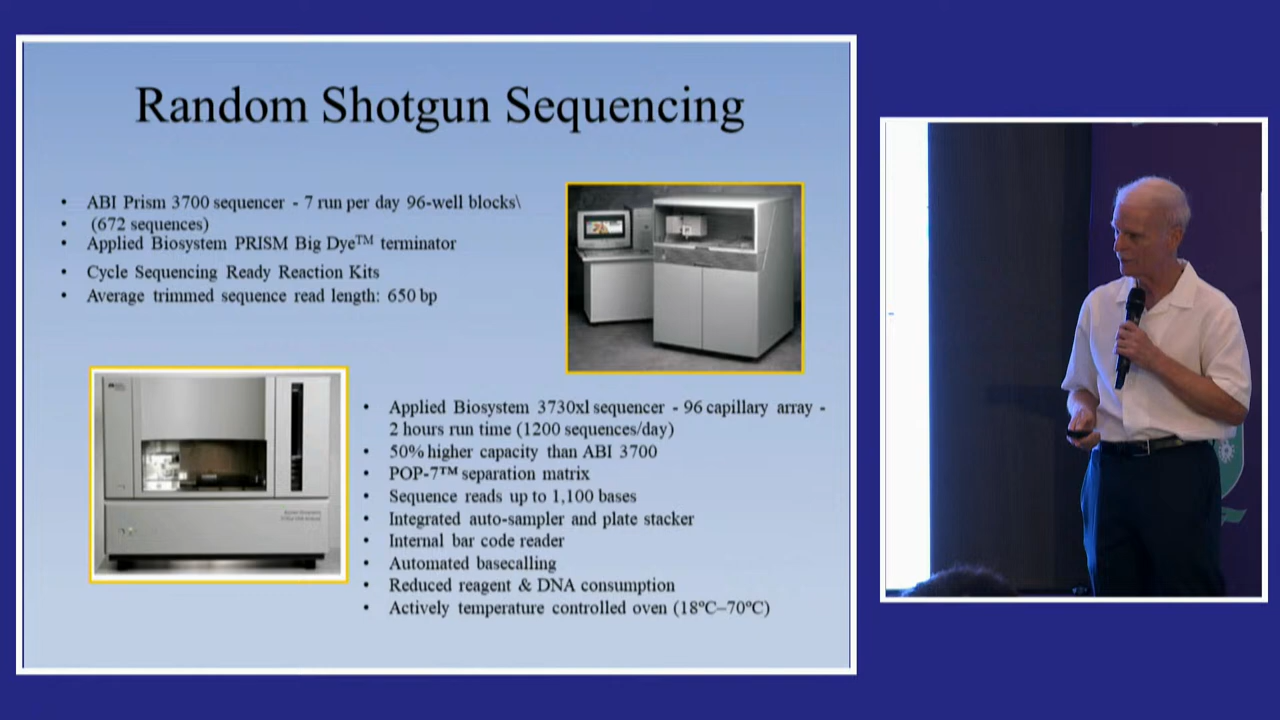 Random Shotgun Sequencing
• ABI Prism 3700 sequencer - 7 run per day 96-well blocks\
• (672 sequences)
• Applied Biosystem PRISM Big Dye™ terminator
• Cycle Sequencing Ready Reaction Kits
• Average trimmed sequence read length: 650 bp
• Applied Biosystem 3730xl sequencer - 96 capillary array -
2 hours run time (1200 sequences/day)
• 50% higher capacity than ABI 3700
• POP-7™ separation matrix
• Sequence reads up to 1,100 bases
• Integrated auto-sampler and plate stacker
• Internal bar code reader
• Automated basecalling
• Reduced reagent & DNA consumption
• Actively temperature controlled oven (18ºC–70ºC)